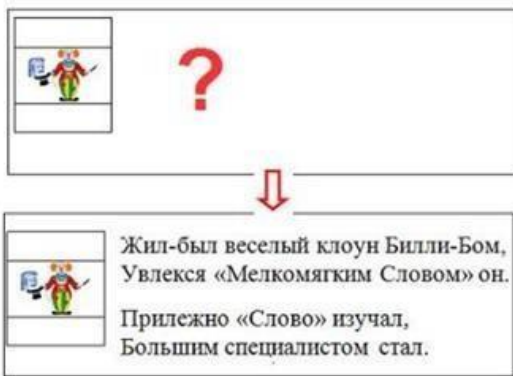 ?
Жил-был веселый клоун Билли-Бом,
Увлекся «Мелкомягким Словом» он.
Прилежно «Слово» изучал,
Большим специалистом стал.